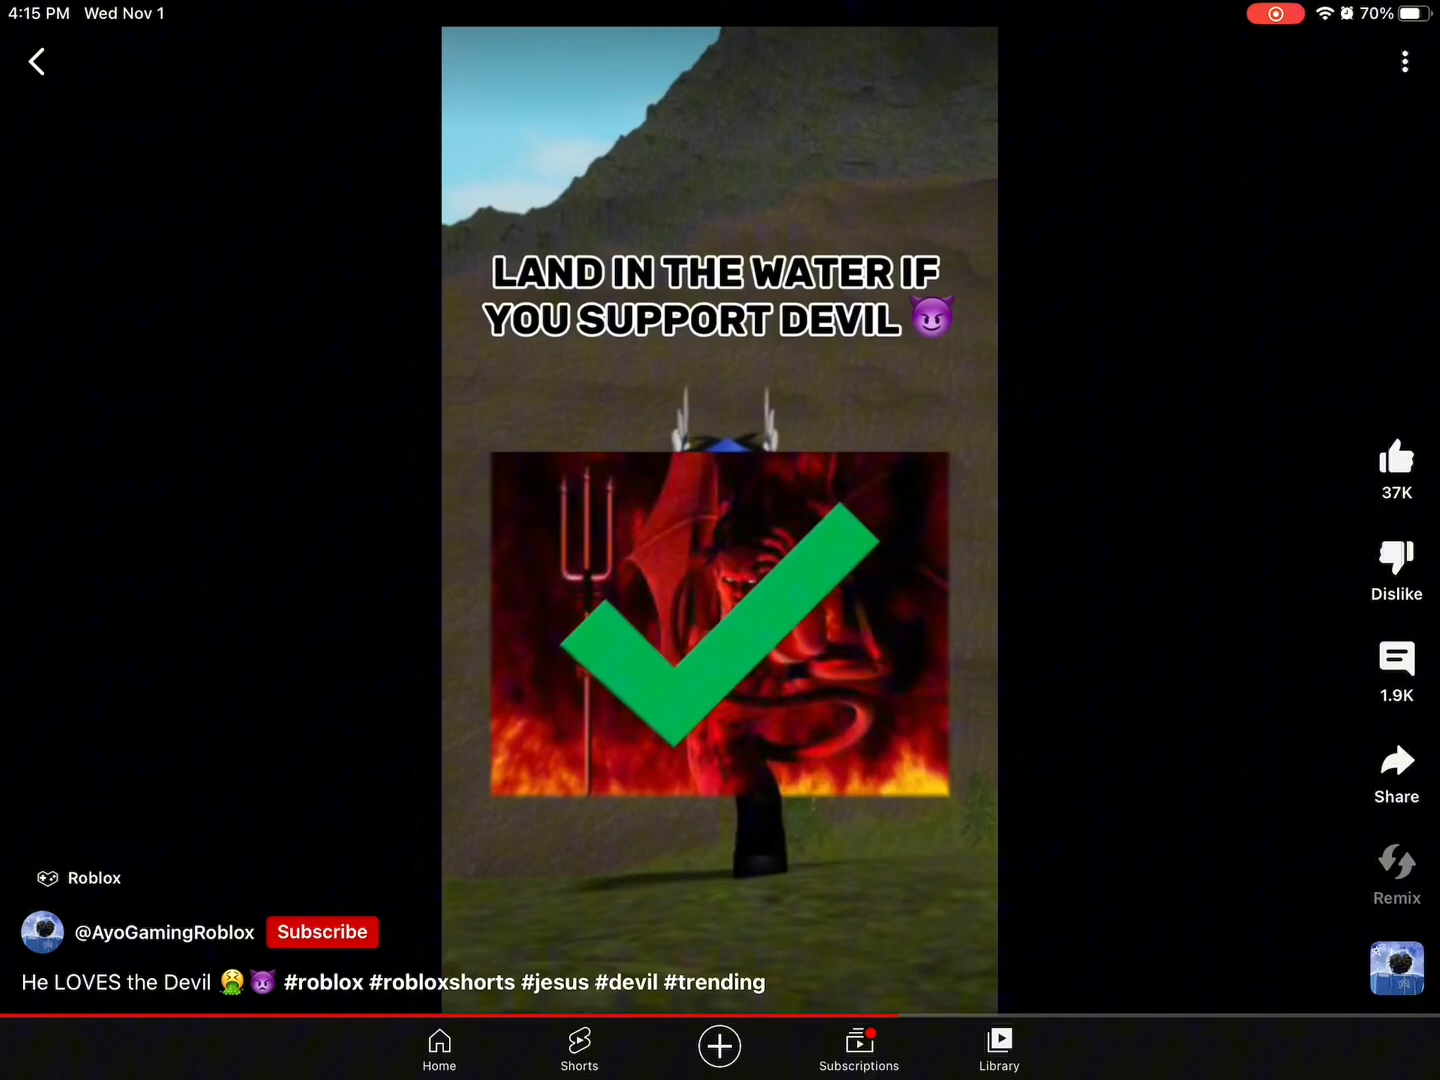 4:15 PM Wed Nov 1
70%
LAND IN THE WATER IF
YOU SUPPORT DEVIL 😈
37K
Dislike
1.9K
Share
Remix
Roblox
@AyoGamingRoblox Subscribe
He LOVES the Devil 🤮👿 #roblox #robloxshorts #jesus #devil #trending
Home Shorts Subscriptions Library